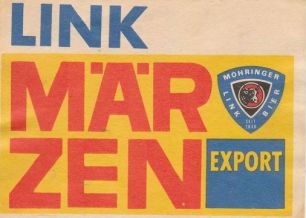 LINK
MÄR
ZEN
MÖHRINGER
LINK BIER
SEIT
EXPORT